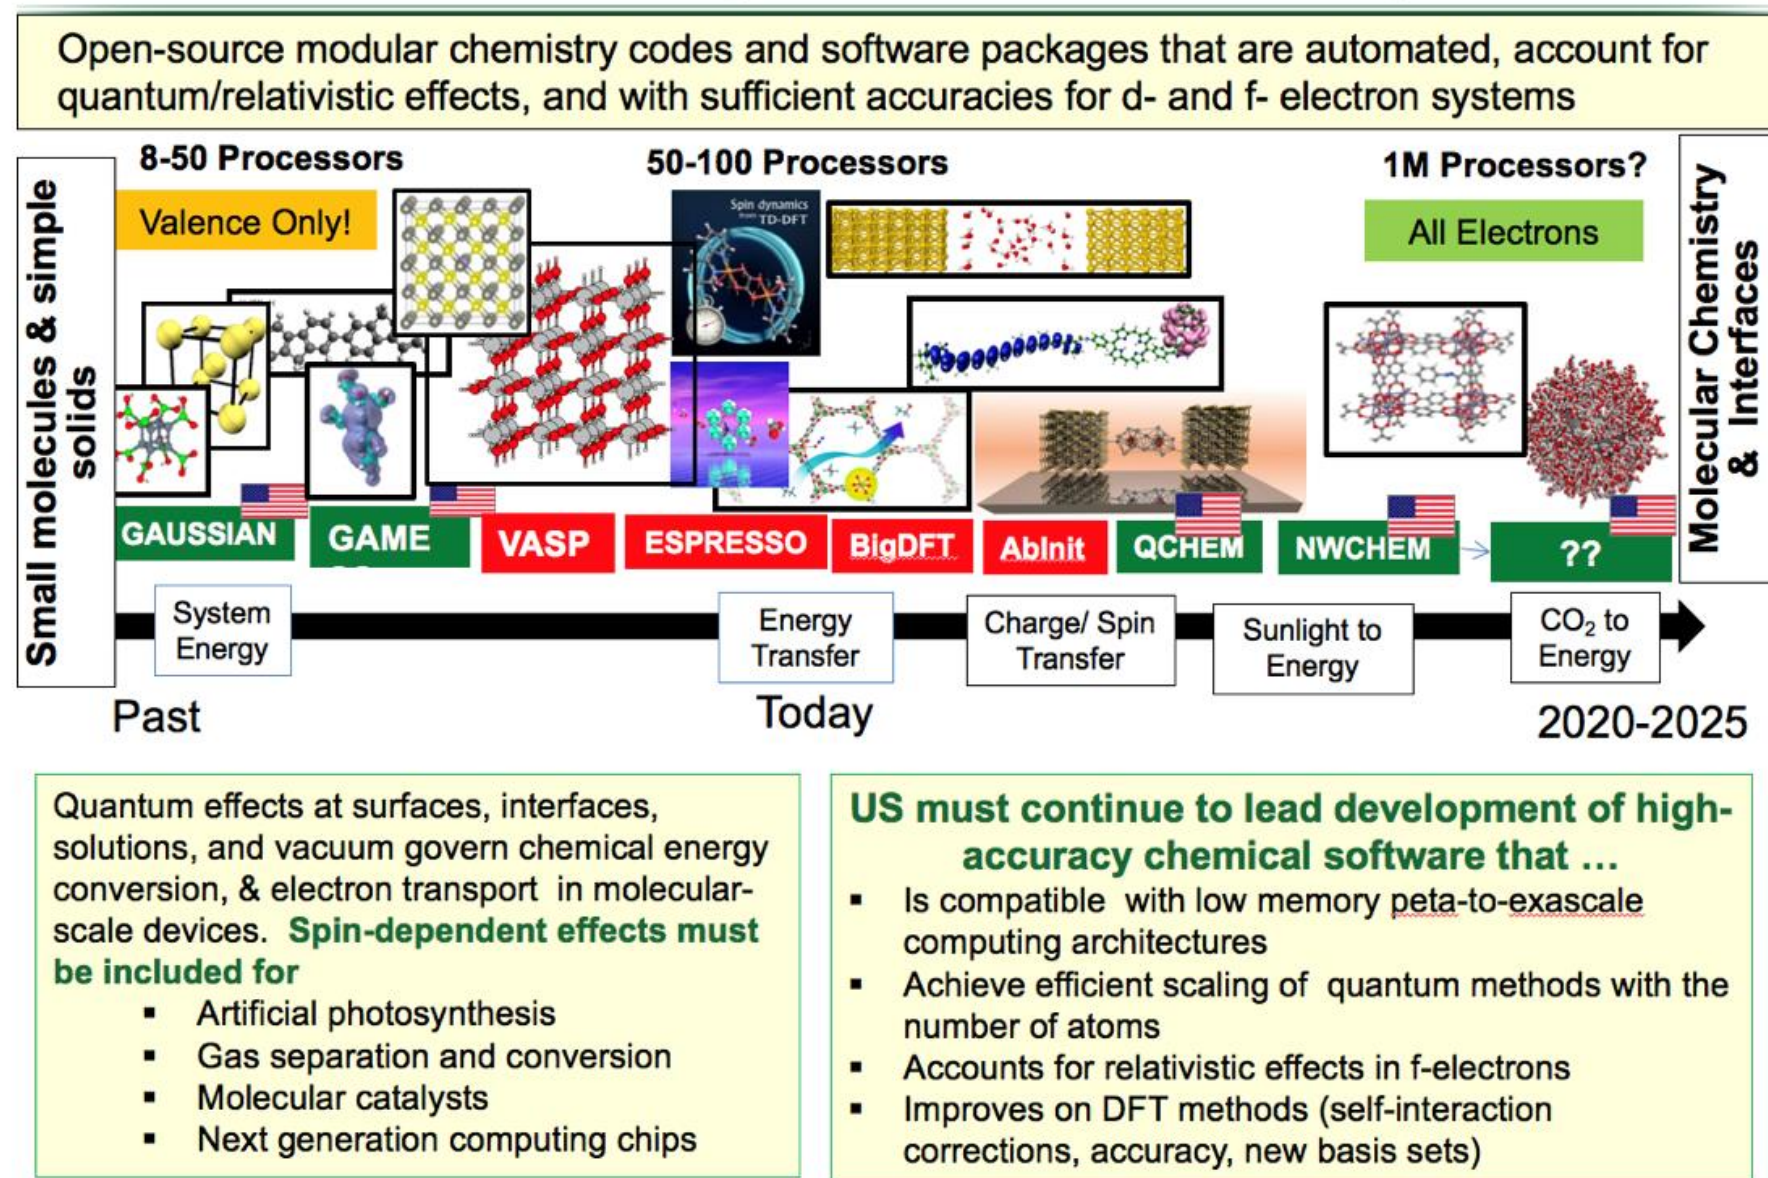 Open-source modular chemistry codes and software packages that are automated, account for
quantum/relativistic effects, and with sufficient accuracies for d- and f- electron systems
8-50 Processors
50-100 Processors
1M Processors?
Valence Only!
All Electrons
Spin dynamics
from TD-DFT
Small molecules & simple
solids
Molecular Chemistry
& Interfaces
GAUSSIAN
GAME
VASP
ESPRESSO
BigDFT
AbInit
QCHEM
NWCHEM
??
System
Energy
Energy
Transfer
Charge/ Spin
Transfer
Sunlight to
Energy
CO₂ to
Energy
Past
Today
2020-2025
Quantum effects at surfaces, interfaces,
solutions, and vacuum govern chemical energy
conversion, & electron transport in molecular-
scale devices. Spin-dependent effects must
be included for
▪ Artificial photosynthesis
▪ Gas separation and conversion
▪ Molecular catalysts
▪ Next generation computing chips
US must continue to lead development of high-
accuracy chemical software that …
▪ Is compatible with low memory peta-to-exascale
computing architectures
▪ Achieve efficient scaling of quantum methods with the
number of atoms
▪ Accounts for relativistic effects in f-electrons
▪ Improves on DFT methods (self-interaction
corrections, accuracy, new basis sets)